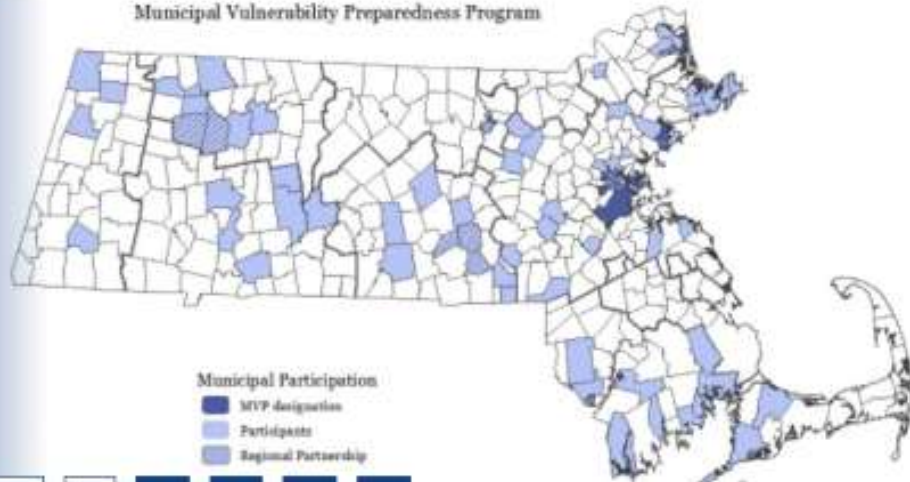 Municipal Vulnerability Preparedness Program
Municipal Participation
MVP designation
Participants
Regional Partnership